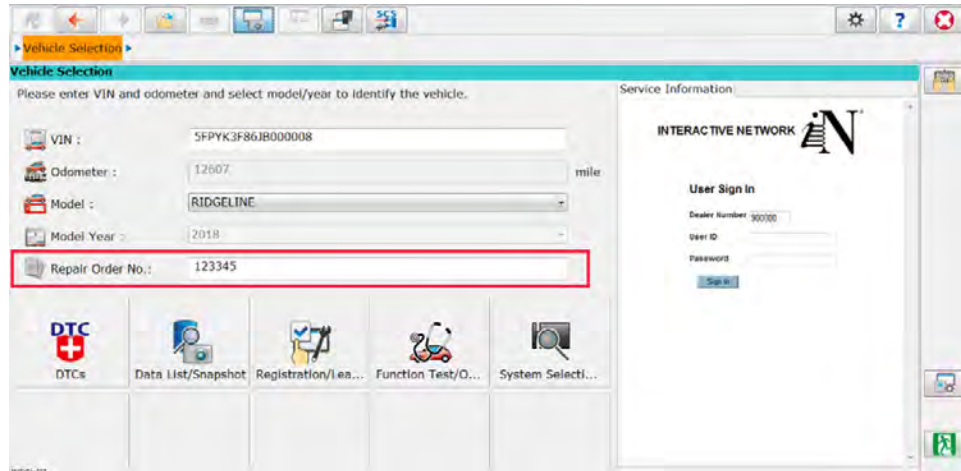 SCS
Vehicle Selection
Vehicle Selection
Please enter VIN and odometer and select model/year to identify the vehicle.
VIN :
5FPYK3F86JB000008
Odometer :
12607
mile
Model :
RIDGELINE
Model Year :
2018
Repair Order No.:
123345
DTC
DTCs
Data List/Snapshot
Registration/Lea...
Function Test/O...
System Selecti...
Service Information
INTERACTIVE NETWORK iN
User Sign In
Dealer Number
User ID
Password
Sign In
?